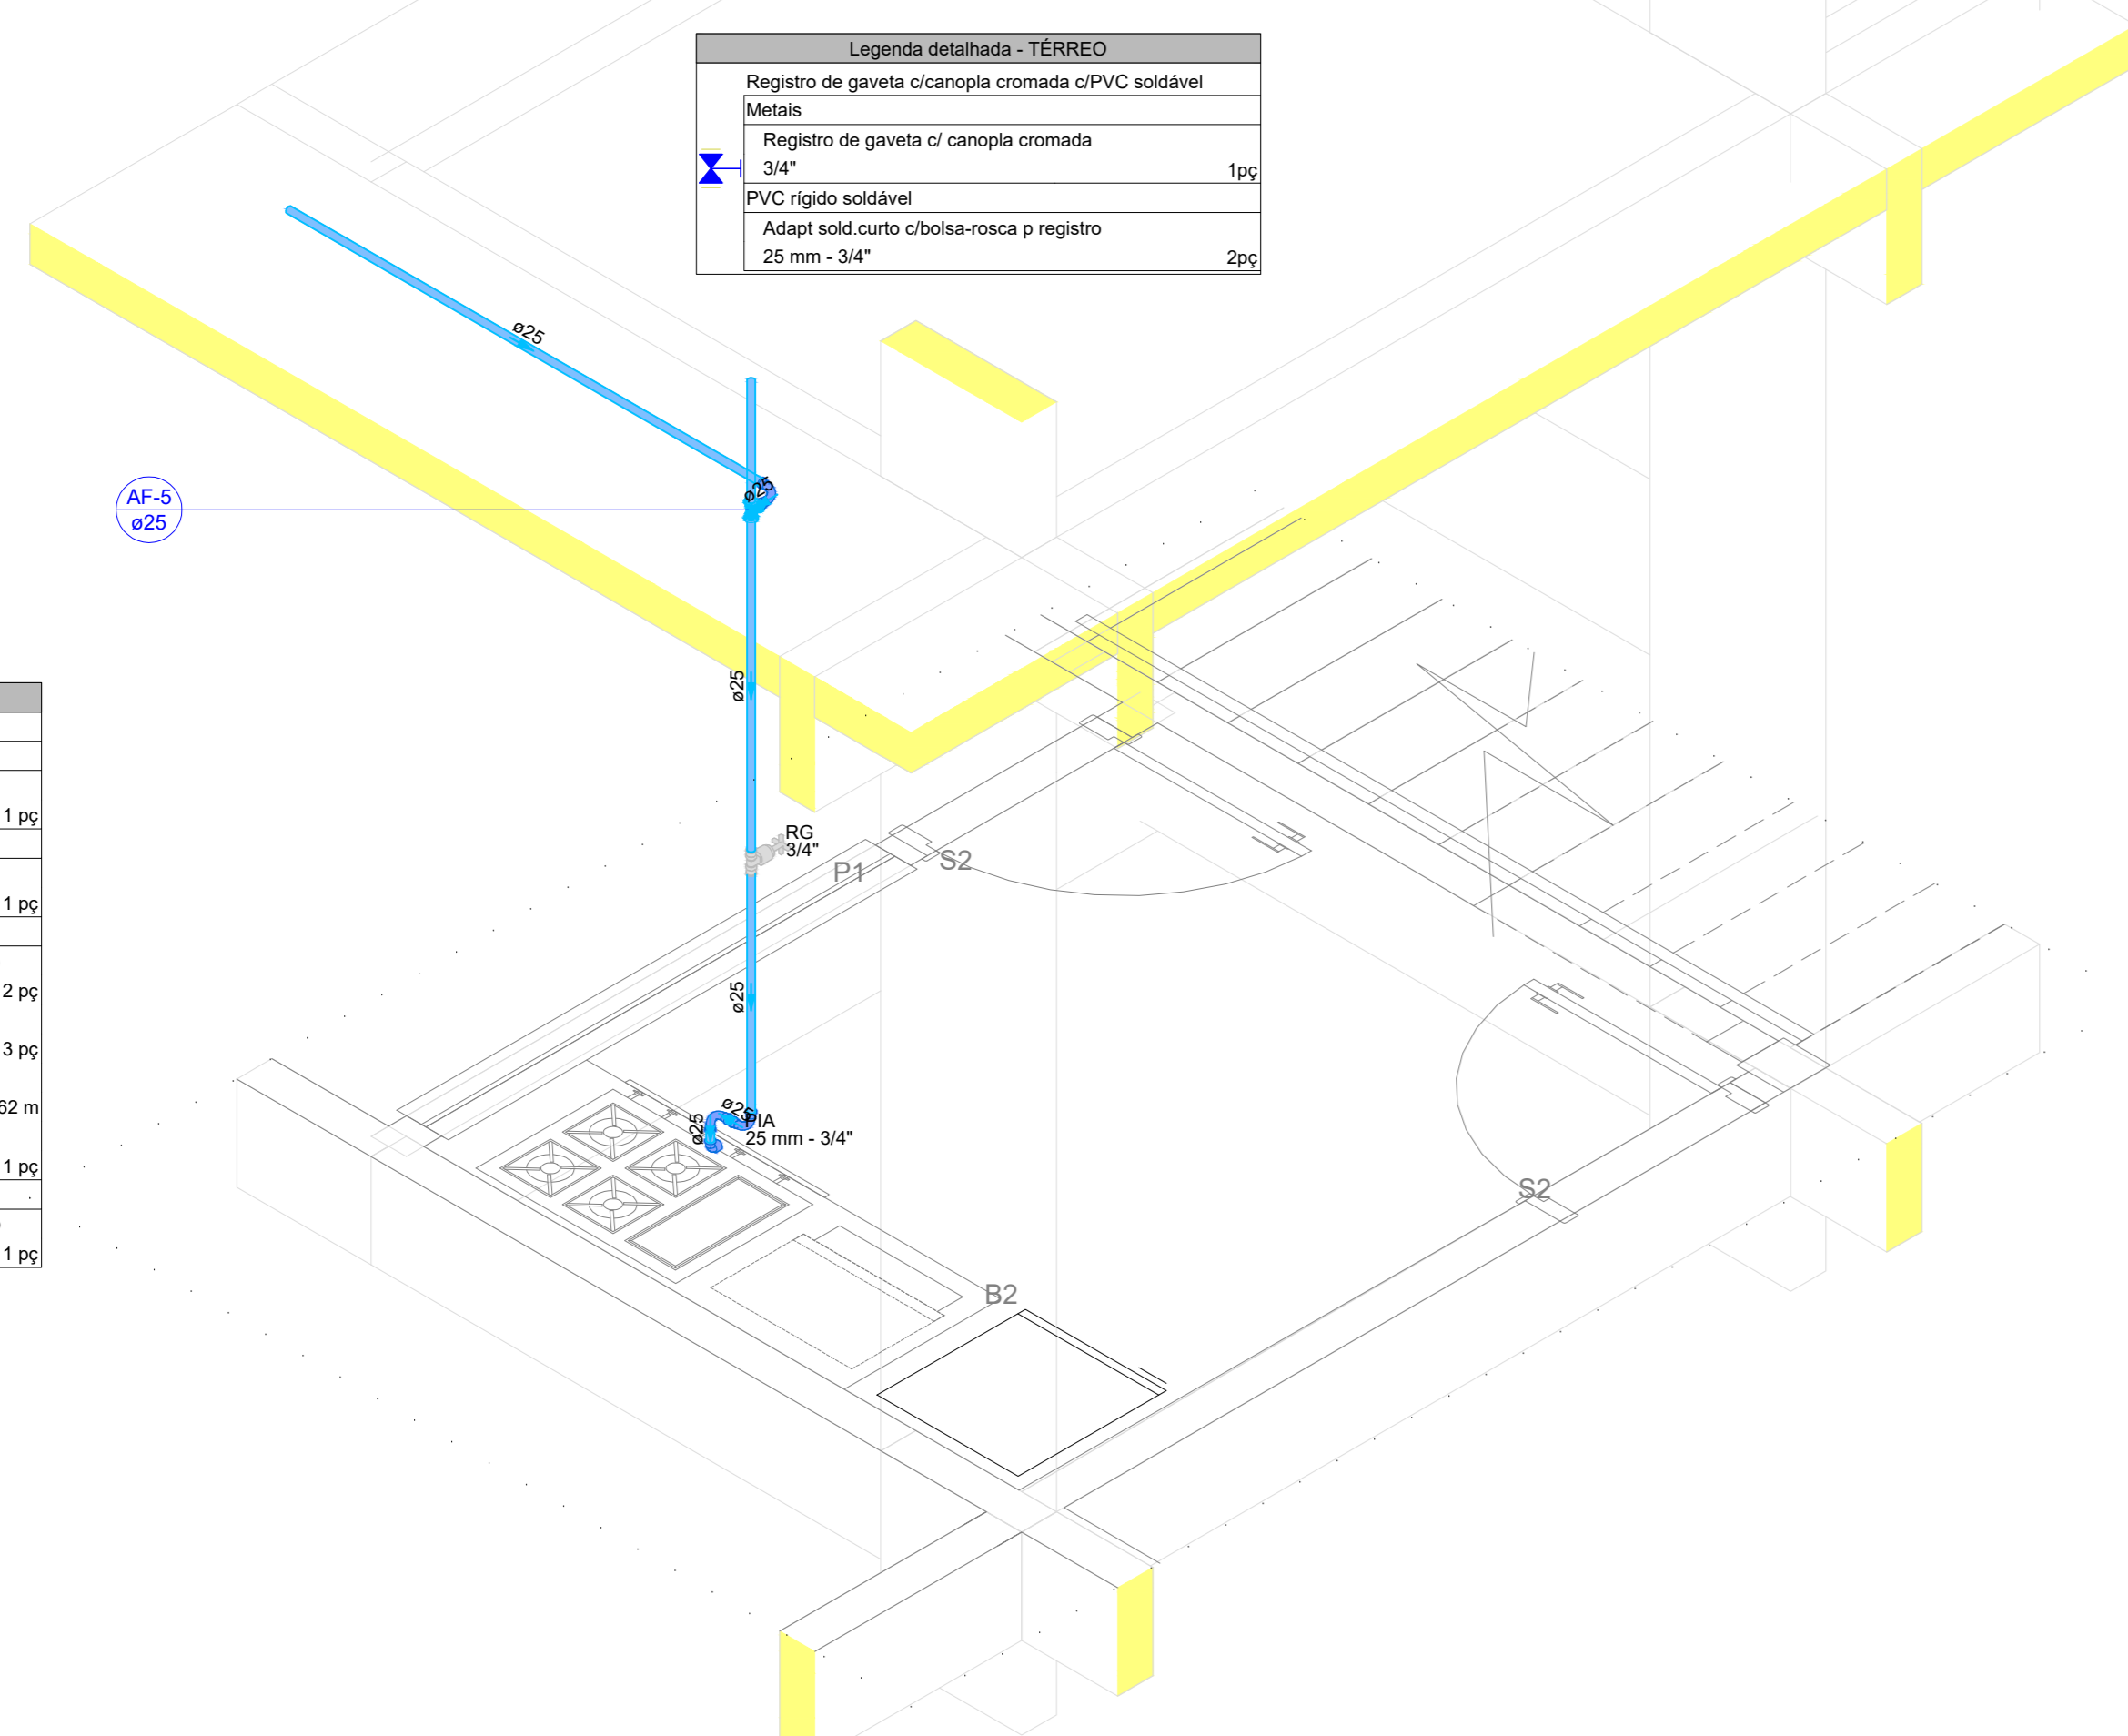 Legenda detalhada - TÉRREO
Registro de gaveta c/canopla cromada c/PVC soldável
Metais
Registro de gaveta c/ canopla cromada
3/4" 1pç
PVC rígido soldável
Adapt sold.curto c/bolsa-rosca p registro
25 mm - 3/4" 2pç
ø25
ø25
AF-5
ø25
ø25
RG
3/4"
P1
S2
ø25
ø25
ø25
PIA
25 mm - 3/4"
S2
B2
1 pç
1 pç
2 pç
3 pç
62 m
1 pç
1 pç